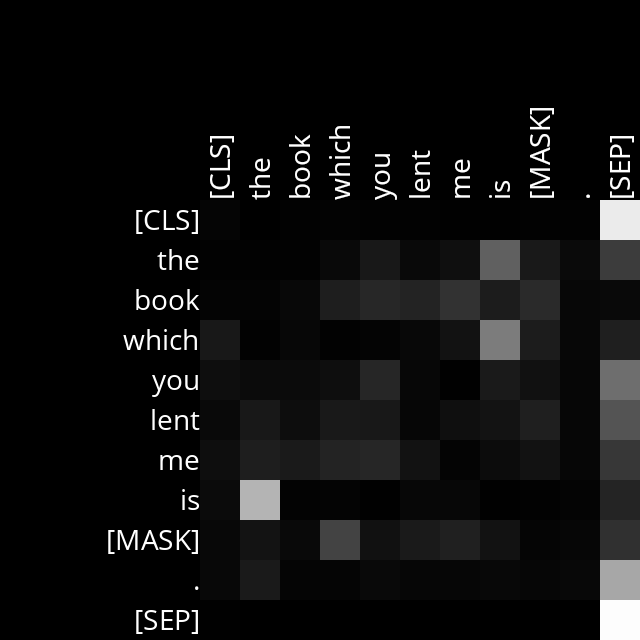 [CLS] the book which you lent me is [MASK] . [SEP]
[CLS]
the
book
which
you
lent
me
is
[MASK]
.
[SEP]